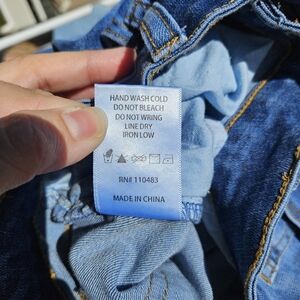 HAND WASH COLD
DO NOT BLEACH
DO NOT WRING
LINE DRY
IRON LOW
RN# 110483
MADE IN CHINA